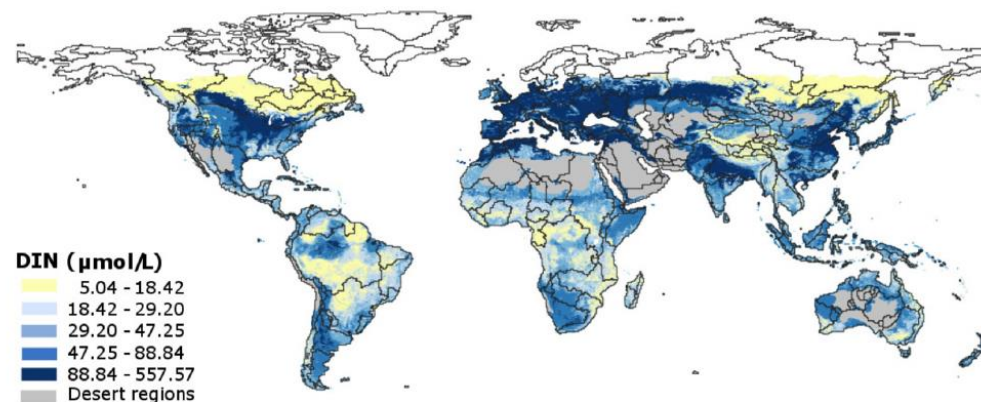 DIN (μmol/L)
5.04 - 18.42
18.42 - 29.20
29.20 - 47.25
47.25 - 88.84
88.84 - 557.57
Desert regions